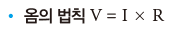 • 옴의 법칙 V = I × R